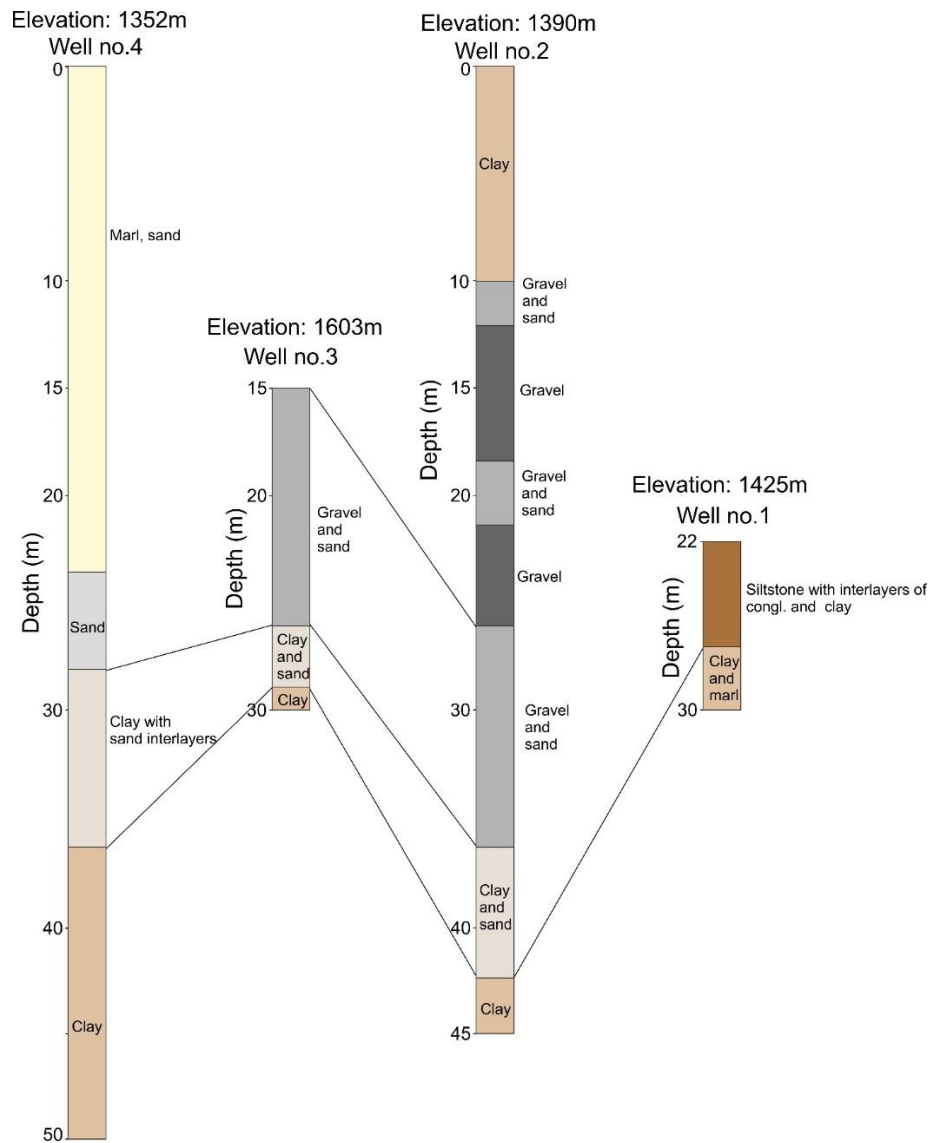 Elevation: 1352m
Well no.4
0
10
15
20
30
40
50
Depth (m)
Marl, sand
Sand
Clay with
sand interlayers
Clay
Elevation: 1603m
Well no.3
15
20
30
Depth (m)
Gravel
and
sand
Clay
and
sand
Clay
Elevation: 1390m
Well no.2
0
10
15
20
30
40
45
Depth (m)
Clay
Gravel
and
sand
Gravel
Gravel
and
sand
Gravel
Gravel
and
sand
Clay
and
sand
Clay
Elevation: 1425m
Well no.1
22
30
Depth (m)
Siltstone with interlayers of
congl. and clay
Clay
and
marl